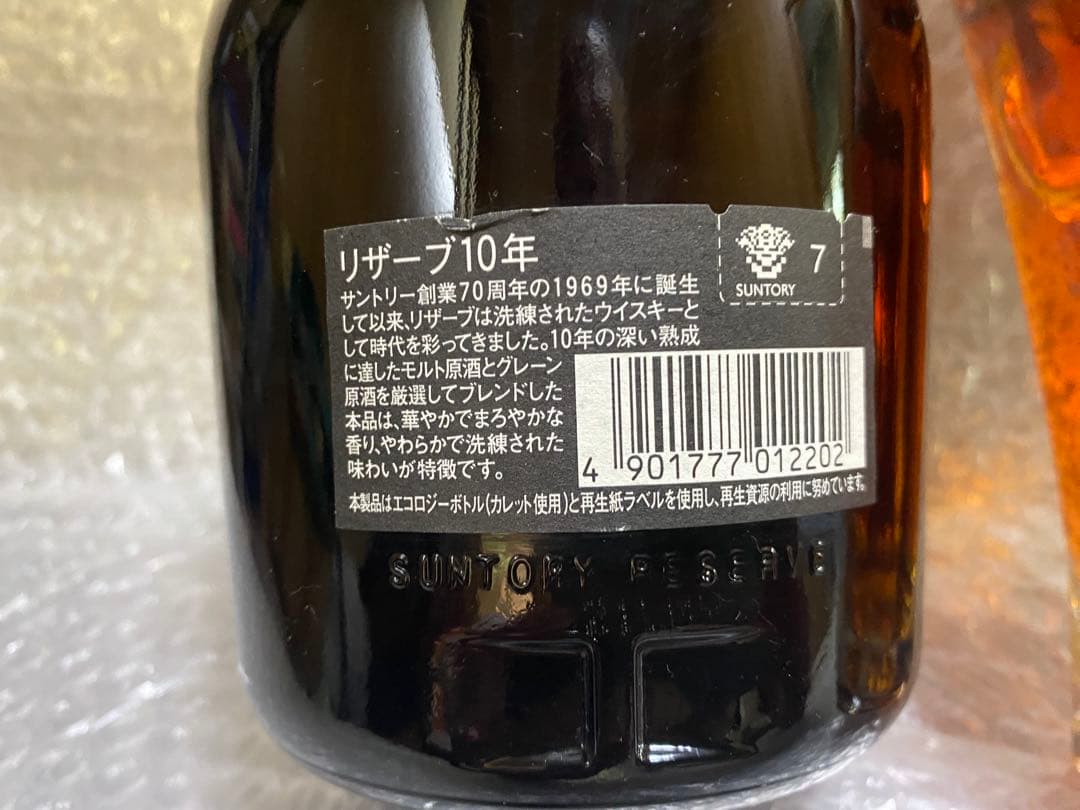 リザーブ10年
サントリー創業70周年の1969年に誕生
して以来、リザーブは洗練されたウイスキーと
して時代を彩ってきました。10年の深い熟成
に達したモルト原酒とグレーン
原酒を厳選してブレンドした
本品は、華やかでまろやかな
香り、やわらかで洗練された
味わいが特徴です。
本製品はエコロジーボトル(カレット使用)と再生紙ラベルを使用し、再生資源の利用に努めています。
7
SUNTORY
4 901777 012202
SUNTORY RESERVE